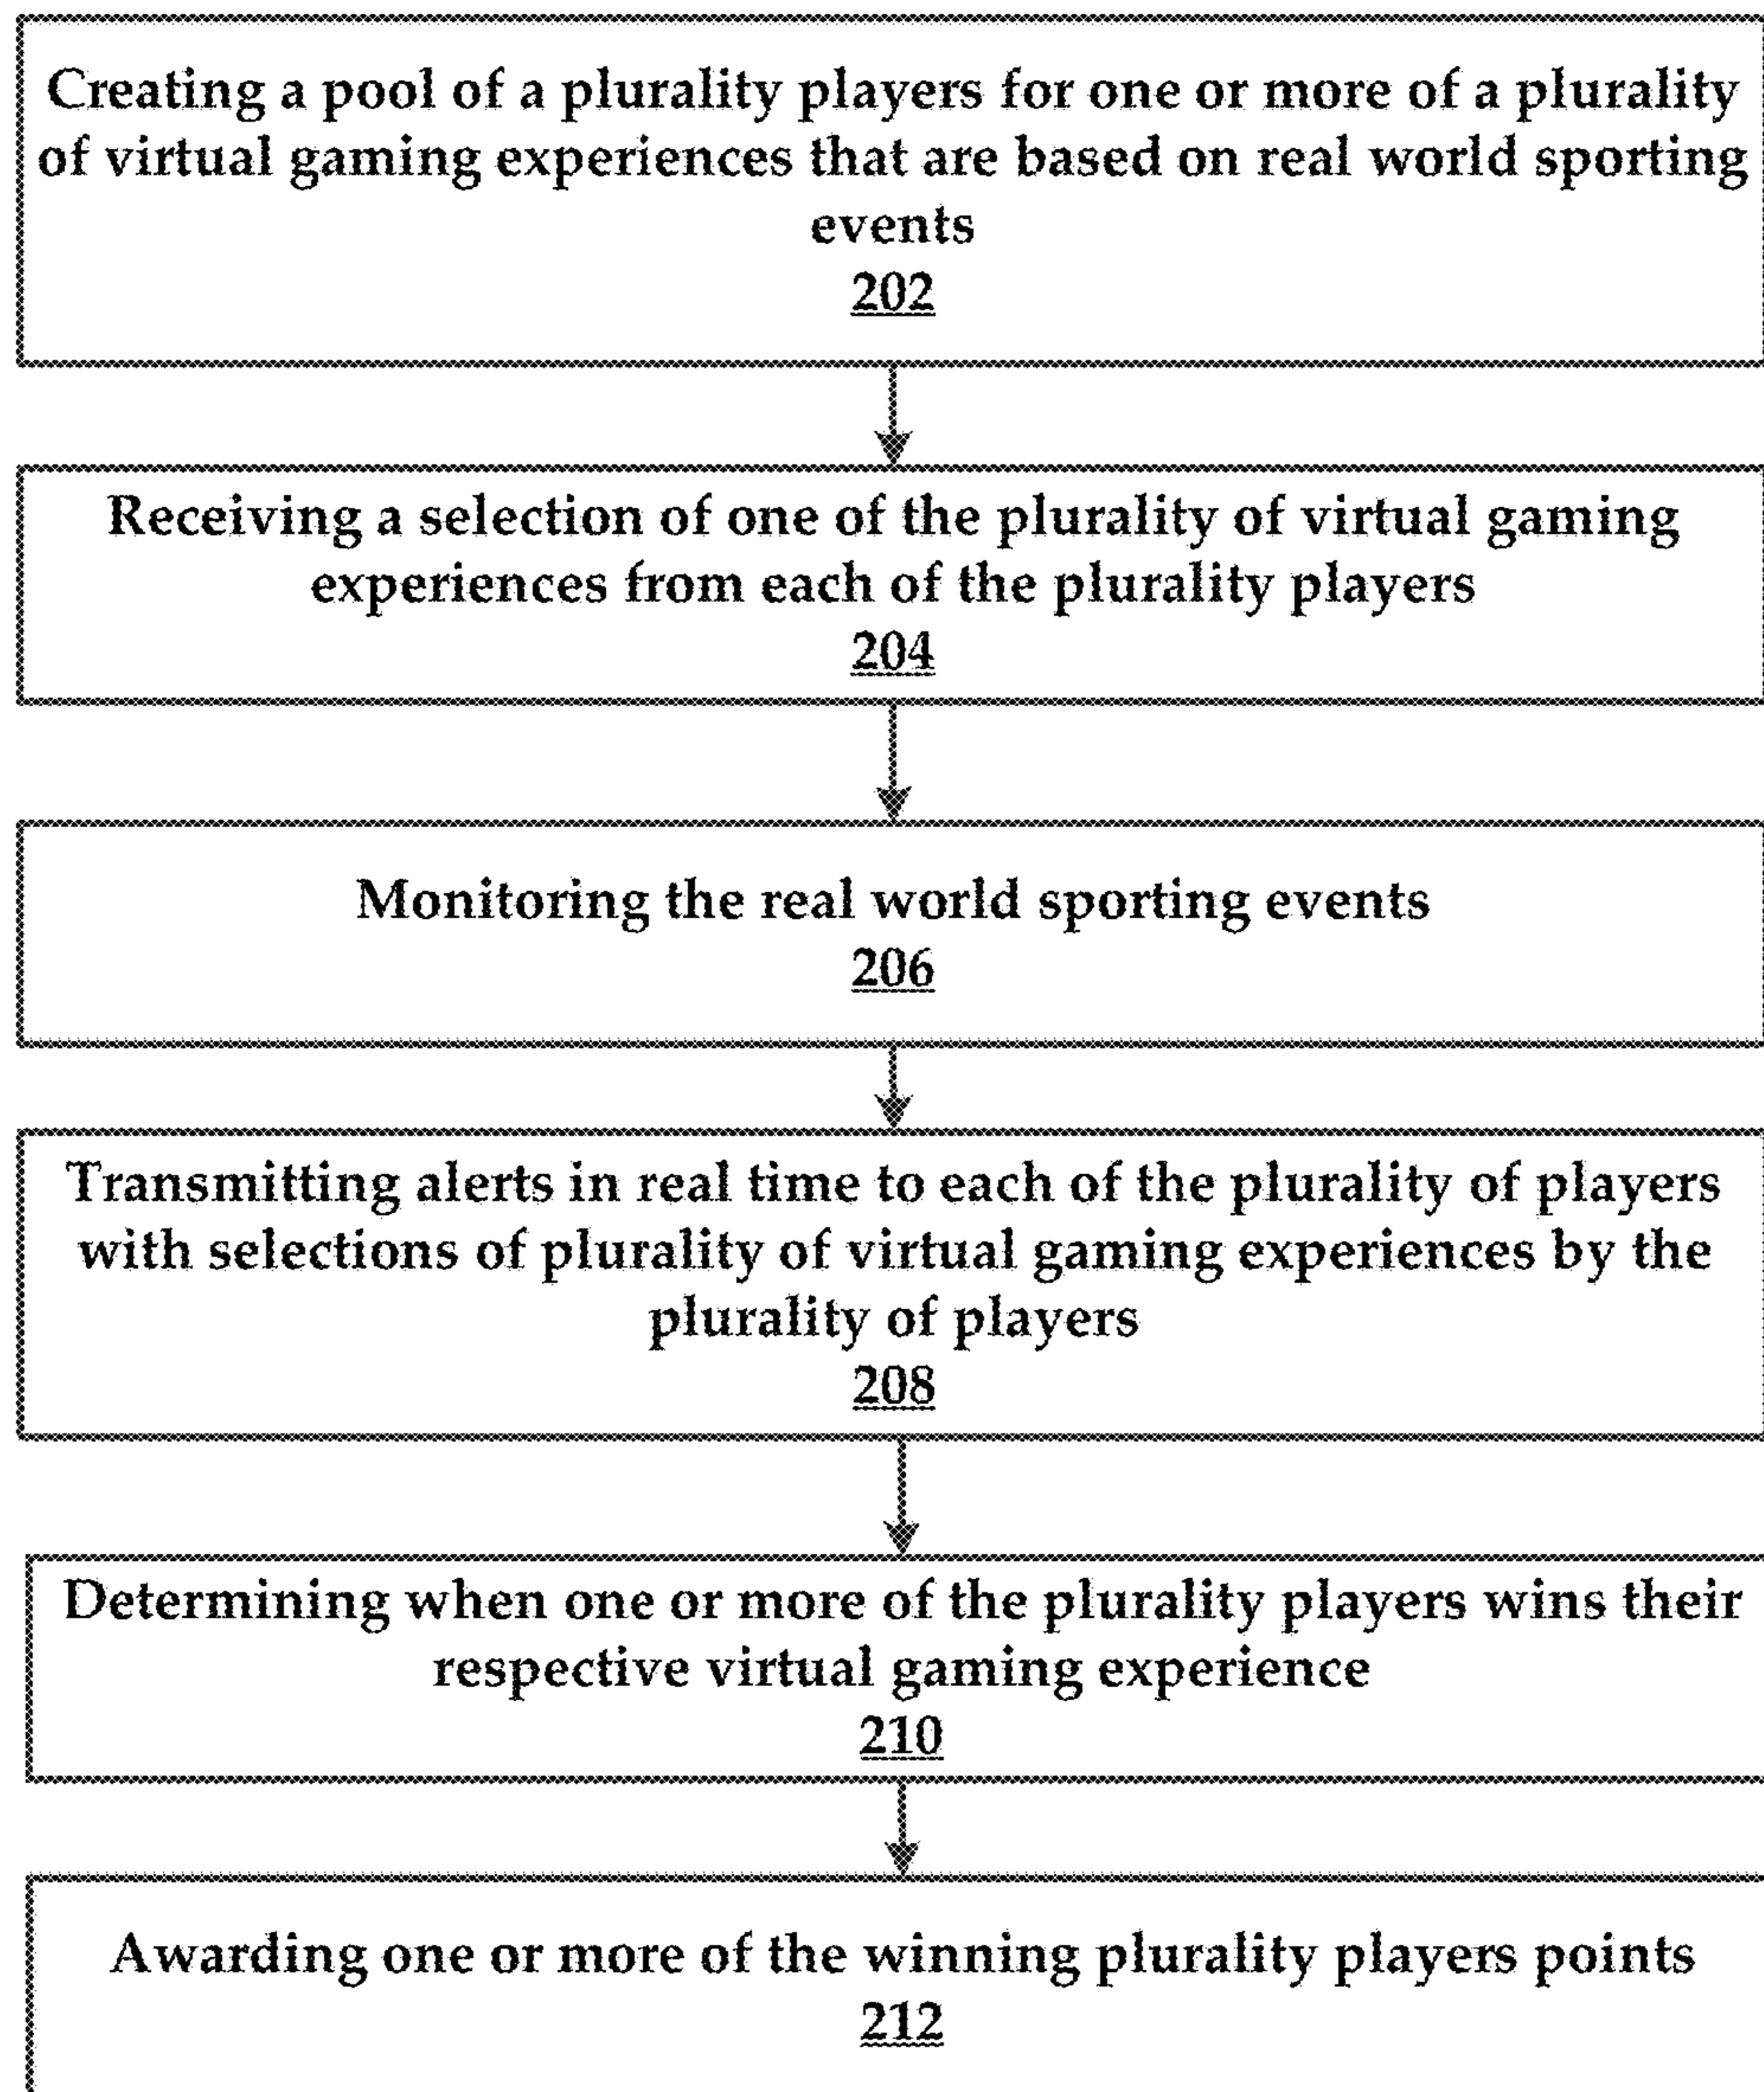 Creating a pool of a plurality players for one or more of a plurality
of virtual gaming experiences that are based on real world sporting
events
202
Receiving a selection of one of the plurality of virtual gaming
experiences from each of the plurality players
204
Monitoring the real world sporting events
206
Transmitting alerts in real time to each of the plurality of players
with selections of plurality of virtual gaming experiences by the
plurality of players
208
Determining when one or more of the plurality players wins their
respective virtual gaming experience
210
Awarding one or more of the winning plurality players points
212